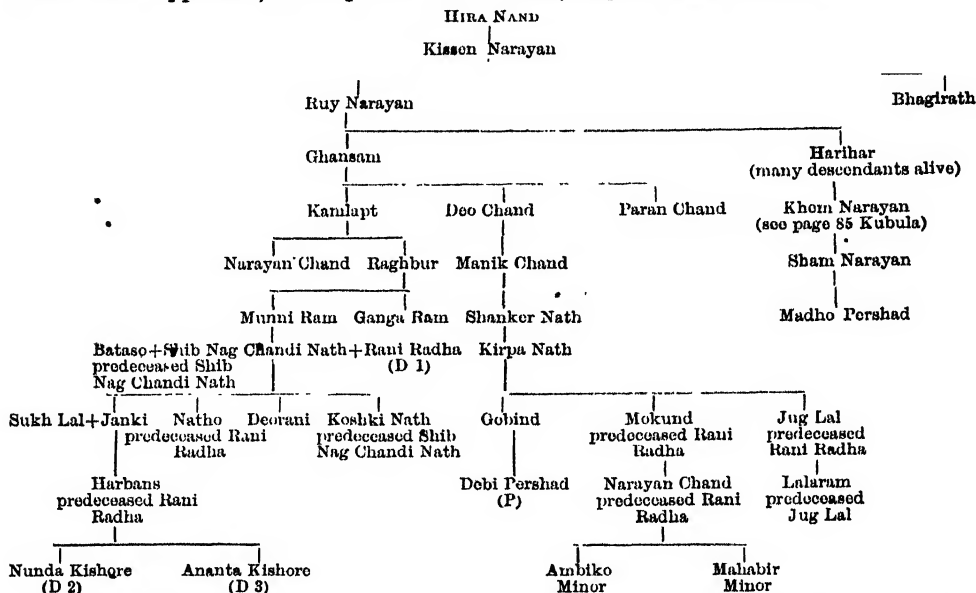 HIRA NAND
Kissen Narayan
Ruy Narayan Bhagirath
Ghansam Harihar
(many descendants alive)
Kamlapt Deo Chand Paran Chand Khem Narayan
(see page 85 Kubula)
Narayan Chand Raghbur Manik Chand Sham Narayan
Munni Ram Ganga Ram Shanker Nath Madho Pershad
Bataso+Shib Nag Chandi Nath+Rani Radha Kirpa Nath
predeceased Shib (D 1)
Nag Chandi Nath
Sukh Lal+Janki Natho Deorani Koshki Nath Gobind Mokund Jug Lal
predeceased Rani predeceased Shib predeceased Rani predeceased
Radha Nag Chandi Nath Radha Rani Radha
Harbans Debi Pershad Narayan Chand Lalaram
predeceased Rani (P) predeceased Rani predeceased
Radha Radha Jug Lal
Nunda Kishore Ananta Kishore Ambiko Mahabir
(D 2) (D 3) Minor Minor